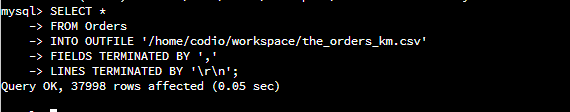 mysql> SELECT *
    -> FROM Orders
    -> INTO OUTFILE '/home/codio/workspace/the_orders_km.csv'
    -> FIELDS TERMINATED BY ','
    -> LINES TERMINATED BY '\r\n';
Query OK, 37998 rows affected (0.05 sec)